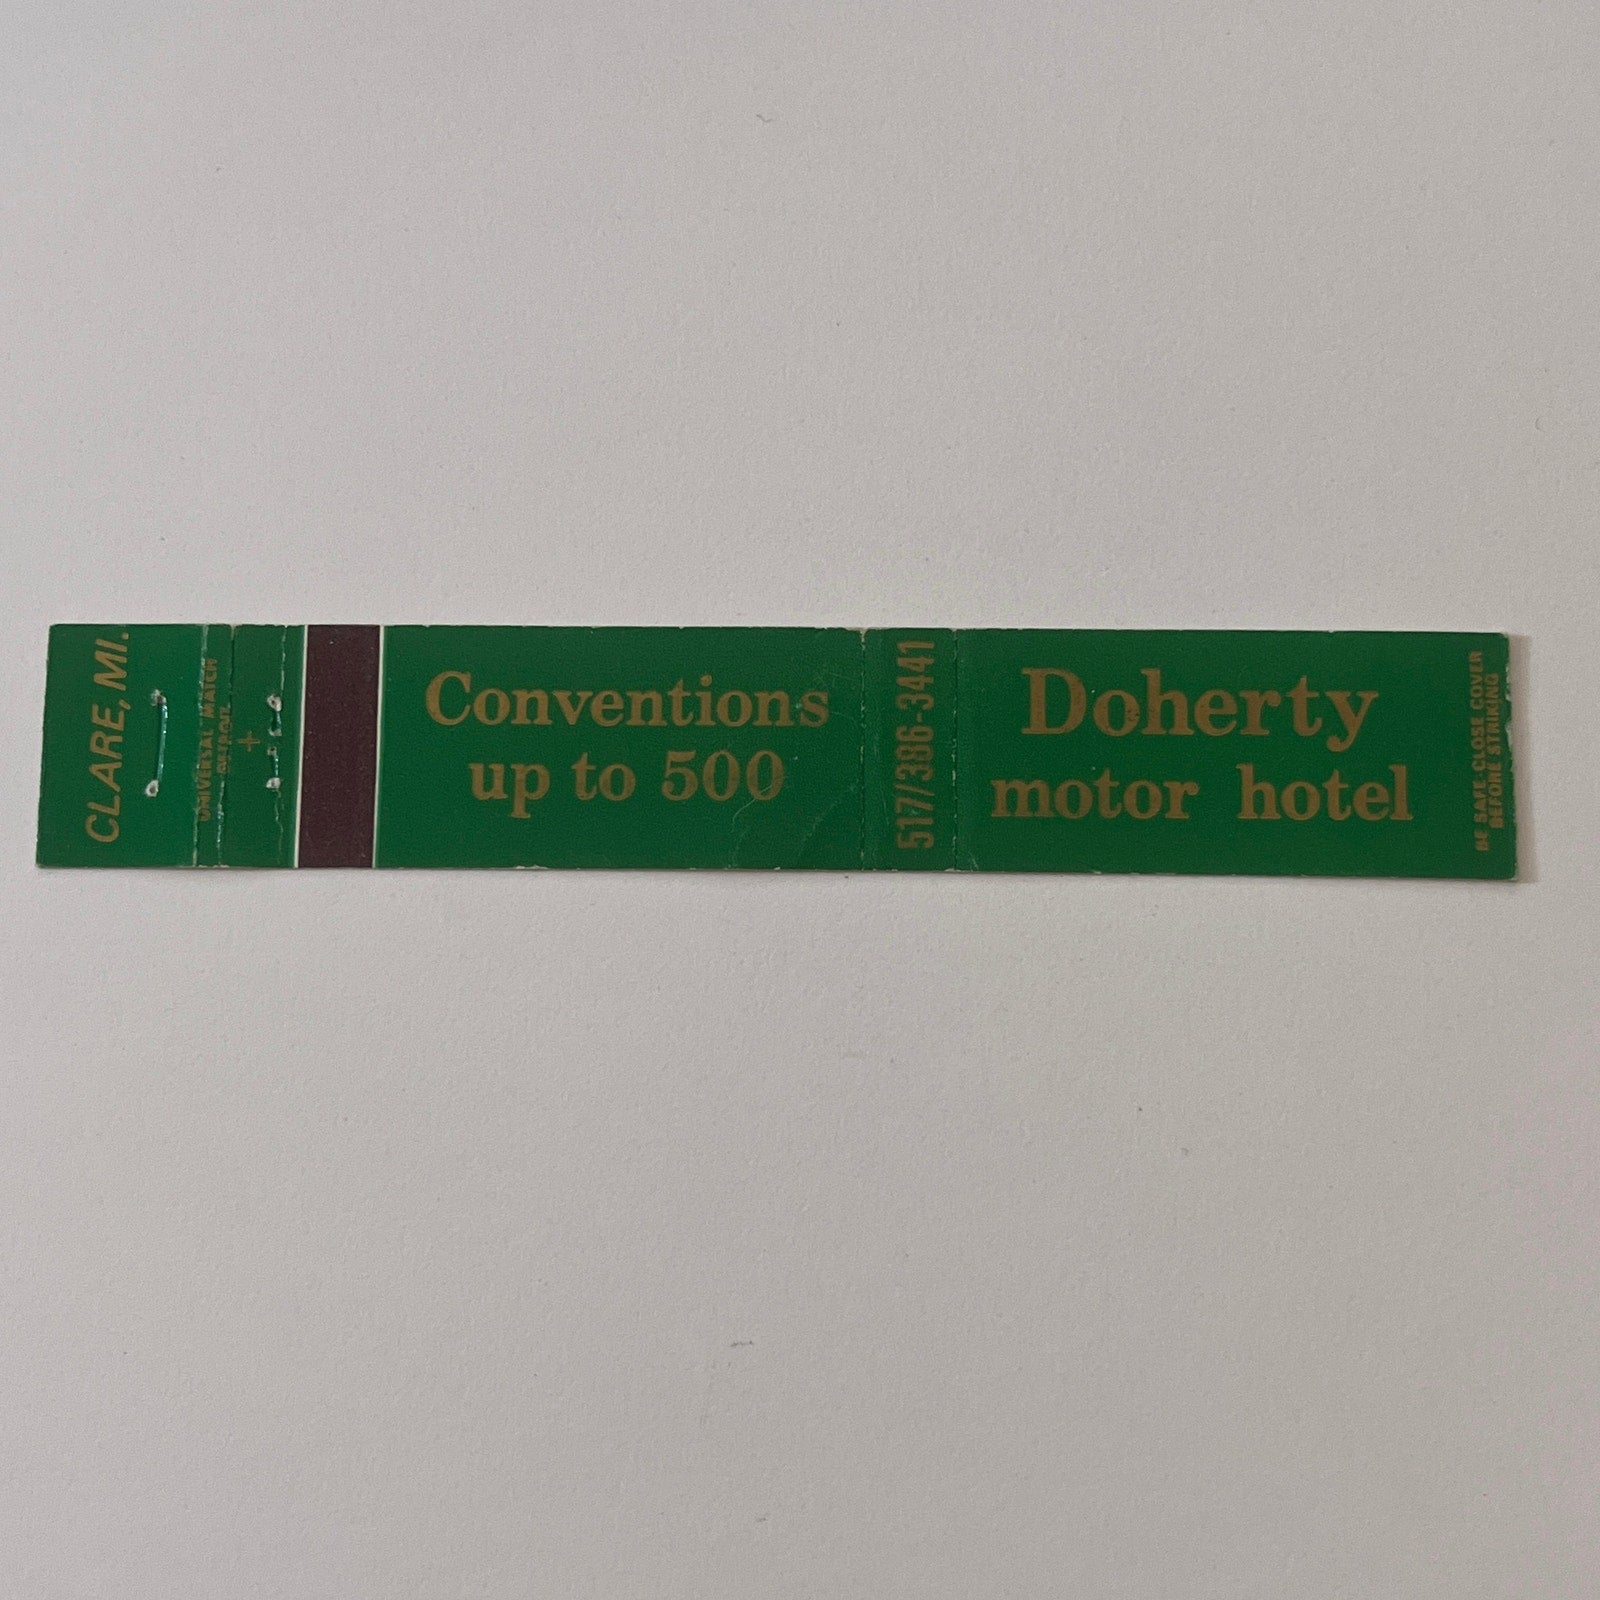 CLARE, MI.
UNIVERSAL MATCH
DETROIT
Conventions
up to 500
517/386-3441
Doherty
motor hotel
BE SAFE-CLOSE COVER
BEFORE STRIKING